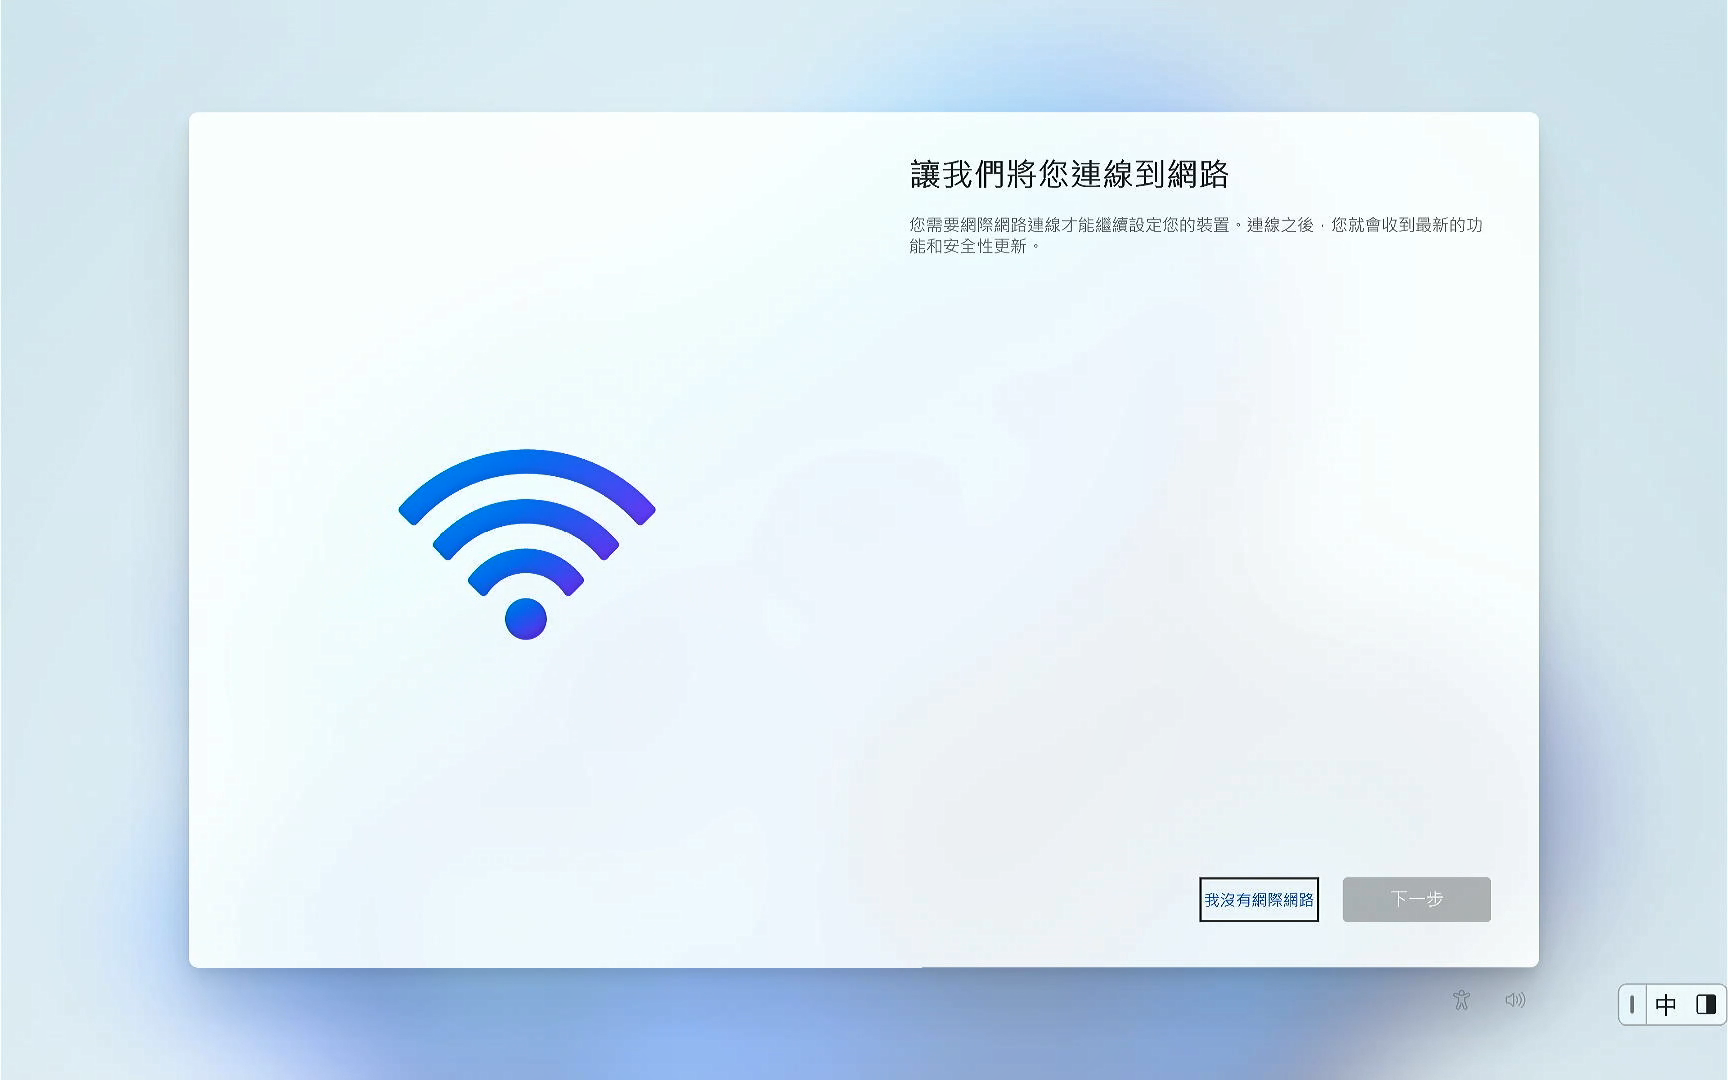 讓我們將您連線到網路
您需要網際網路連線才能繼續設定您的裝置。連線之後，您就會收到最新的功
能和安全性更新。
我沒有網際網路
下一步
中